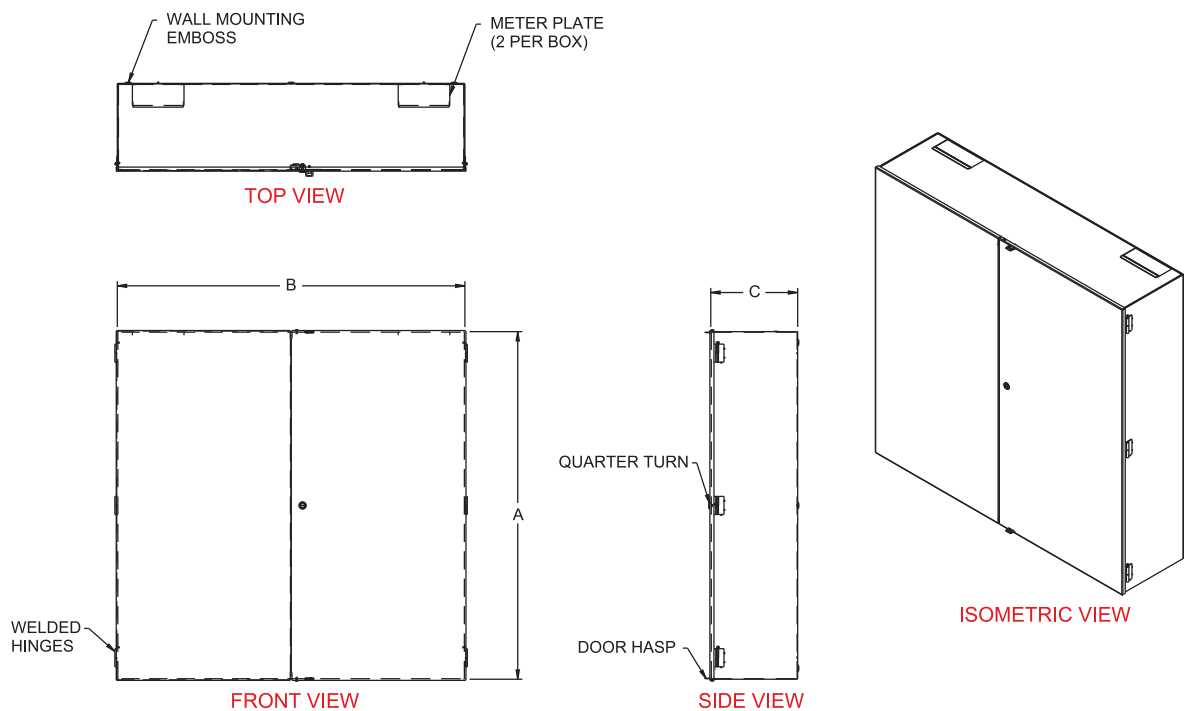 WALL MOUNTING
EMBOSS
METER PLATE
(2 PER BOX)
TOP VIEW
B
C
A
QUARTER TURN
WELDED
HINGES
DOOR HASP
FRONT VIEW
SIDE VIEW
ISOMETRIC VIEW